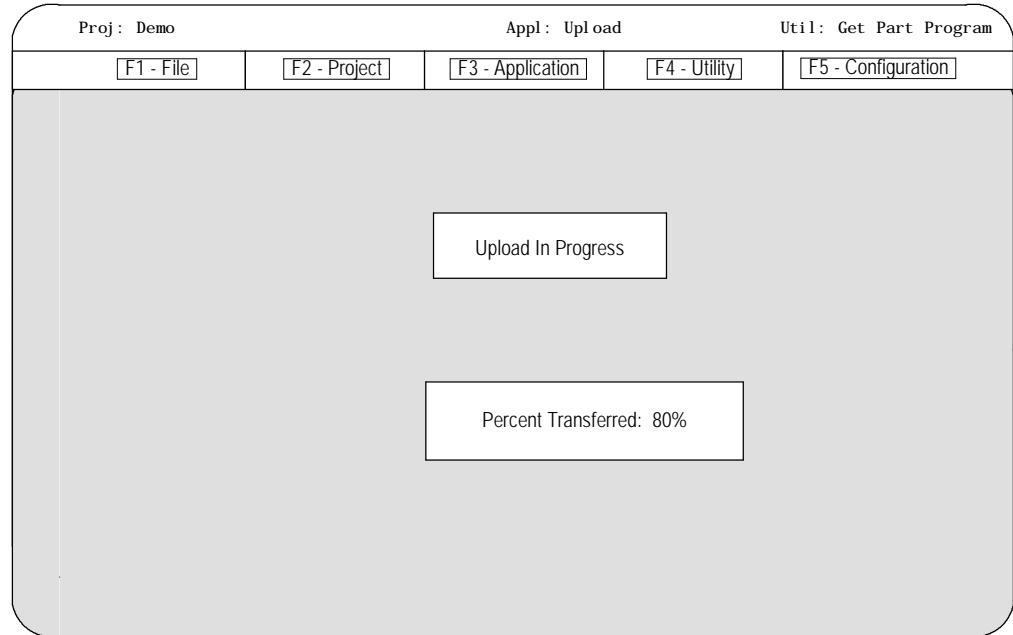 Proj: Demo Appl: Upload Util: Get Part Program
F1 - File F2 - Project F3 - Application F4 - Utility F5 - Configuration
Upload In Progress
Percent Transferred: 80%